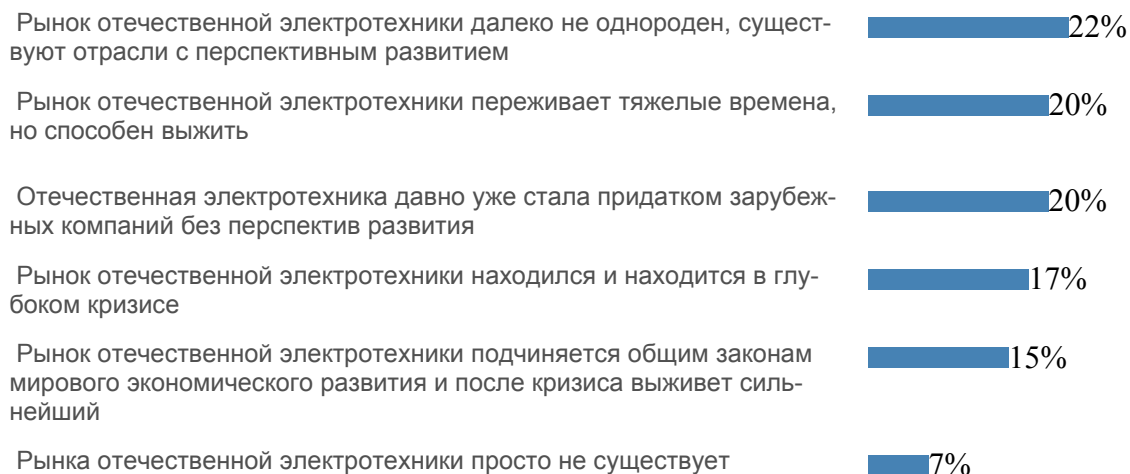 Рынок отечественной электротехники далеко не однороден, сущест-
вуют отрасли с перспективным развитием
22%
Рынок отечественной электротехники переживает тяжелые времена,
но способен выжить
20%
Отечественная электротехника давно уже стала придатком зарубеж-
ных компаний без перспектив развития
20%
Рынок отечественной электротехники находился и находится в глу-
боком кризисе
17%
Рынок отечественной электротехники подчиняется общим законам
мирового экономического развития и после кризиса выживет силь-
нейший
15%
Рынка отечественной электротехники просто не существует
7%